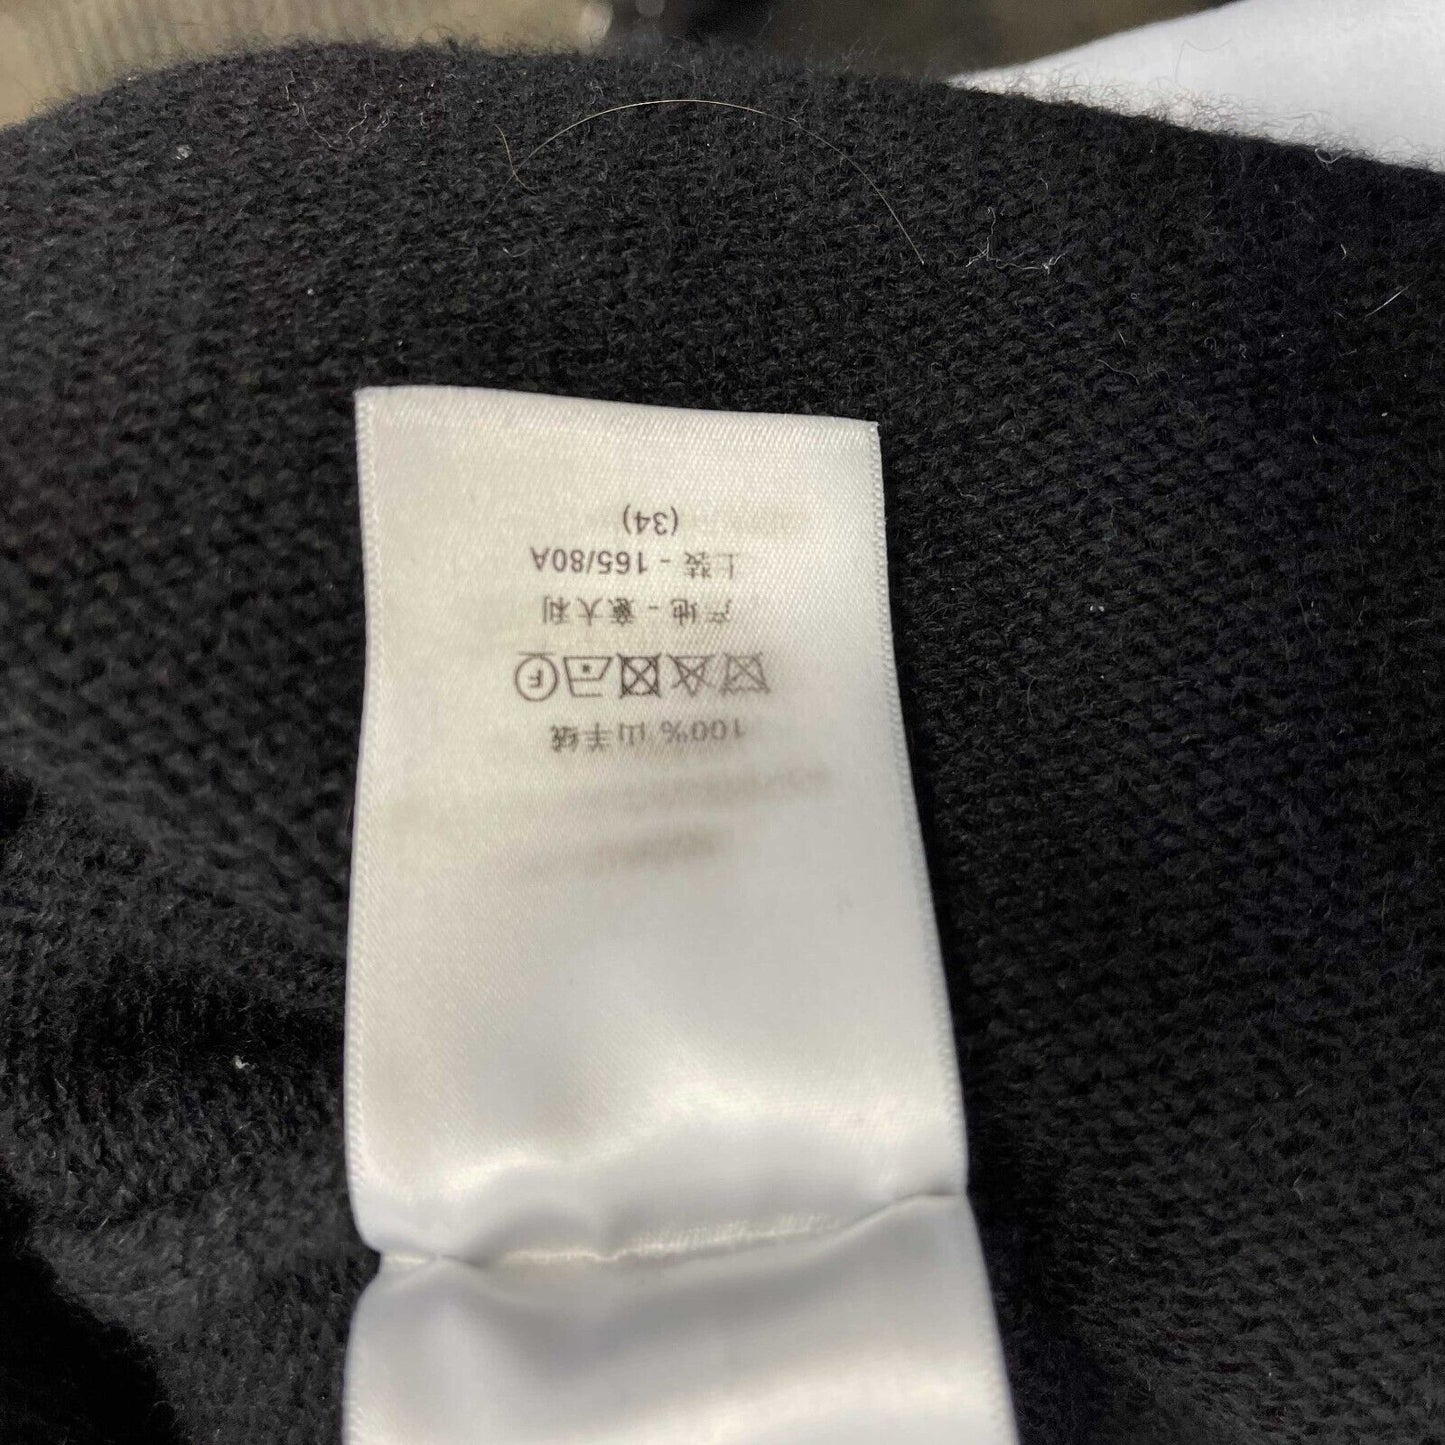 100% 山羊绒
F
产地 - 意大利
上装 - 165/80A
(34)